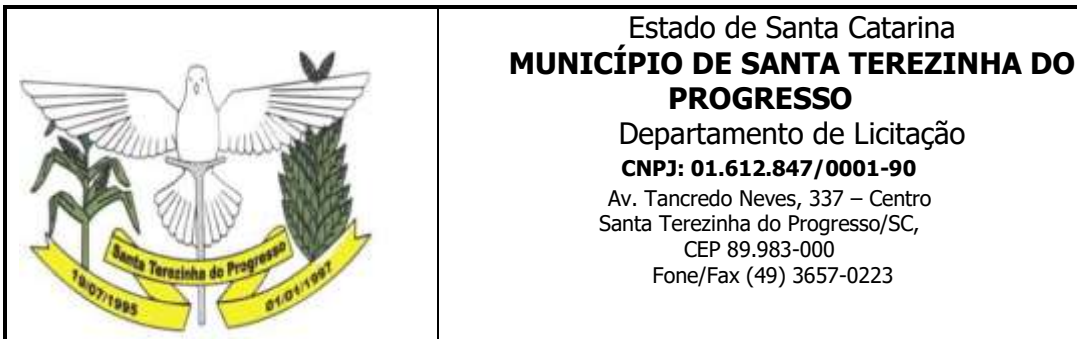 Estado de Santa Catarina
MUNICÍPIO DE SANTA TEREZINHA DO
PROGRESSO
Departamento de Licitação
CNPJ: 01.612.847/0001-90
Av. Tancredo Neves, 337 – Centro
Santa Terezinha do Progresso/SC,
CEP 89.983-000
Fone/Fax (49) 3657-0223
Santa Terezinha do Progresso
19/07/1995
01/01/1997